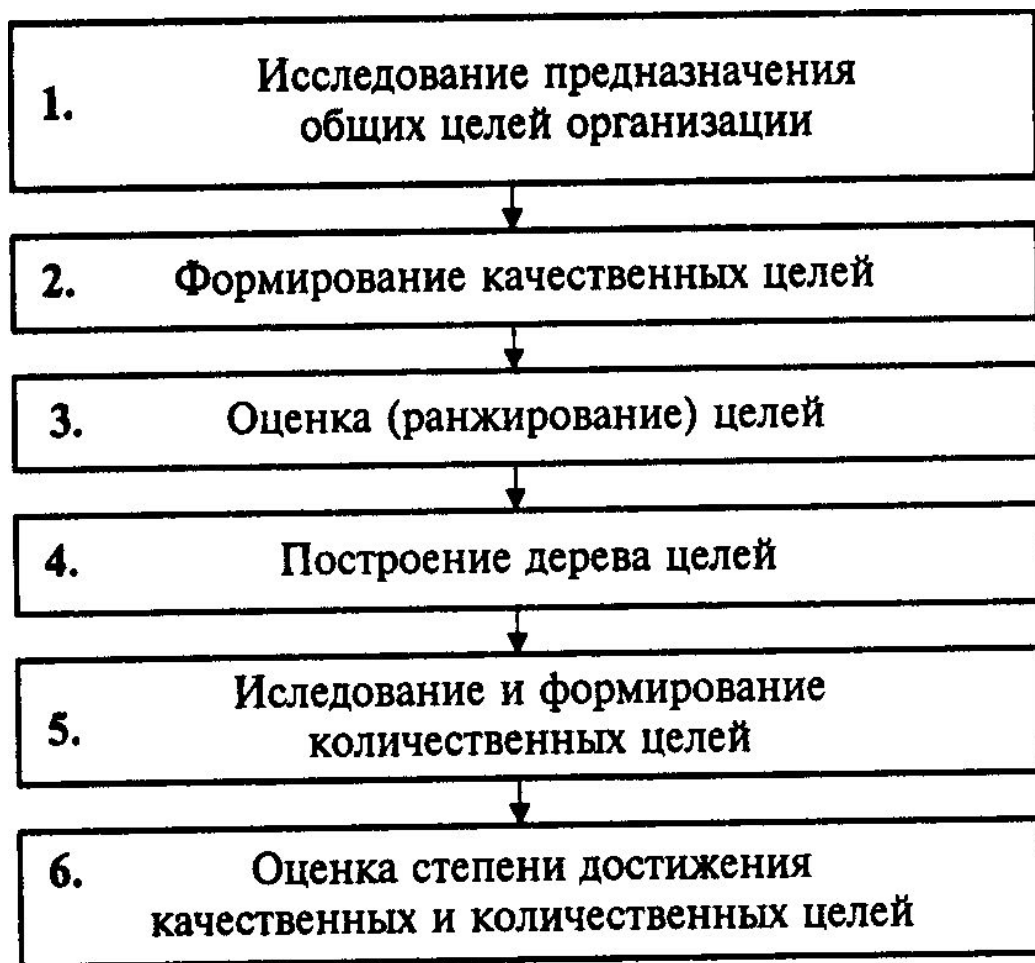 1. Исследование предназначения
общих целей организации
2. Формирование качественных целей
3. Оценка (ранжирование) целей
4. Построение дерева целей
5. Иследование и формирование
количественных целей
6. Оценка степени достижения
качественных и количественных целей